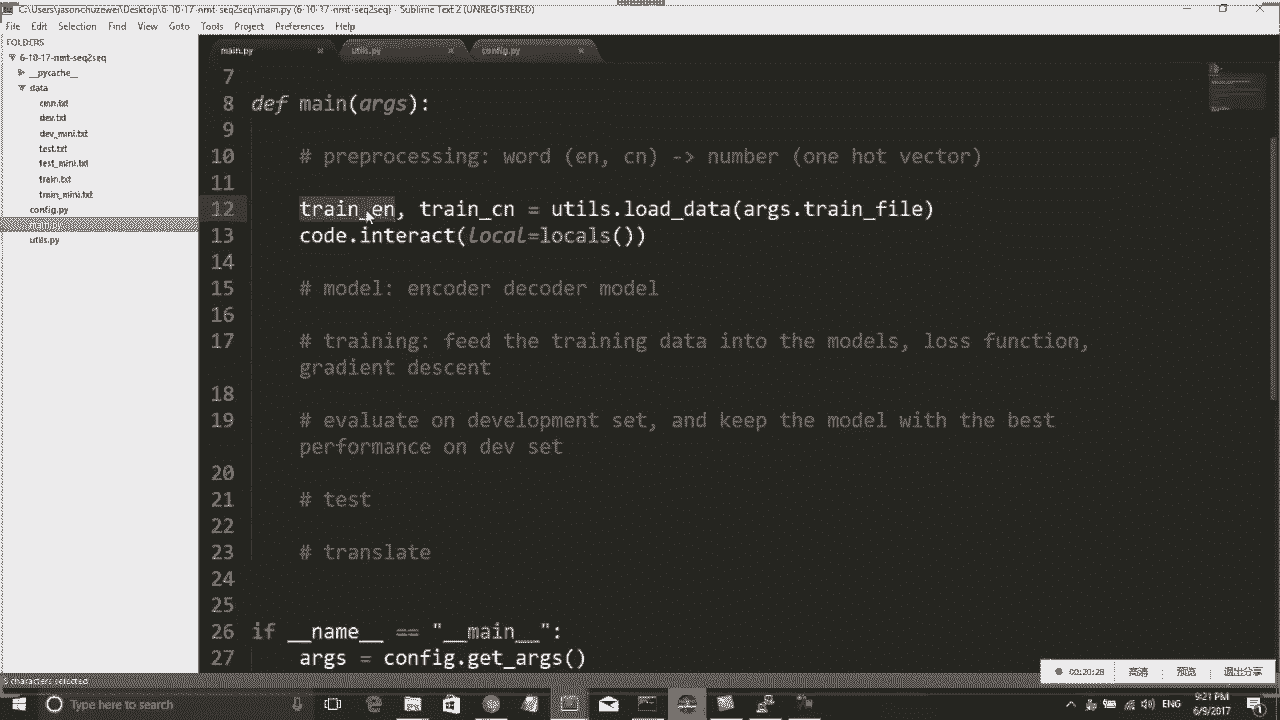 C:\Users\jasonchuzewei\Desktop\6-10-17-nmt-seq2seq\main.py (6-10-17-nmt-seq2seq) - Sublime Text 2 (UNREGISTERED)
File Edit Selection Find View Goto Tools Project Preferences Help
FOLDERS
6-10-17-nmt-seq2seq
__pycache__
data
cmn.txt
dev.txt
dev_mini.txt
test.txt
test_mini.txt
train.txt
train_mini.txt
config.py
main.py
utils.py
main.py utils.py config.py
7
8 def main(args):
9
10 # preprocessing: word (en, cn) -> number (one hot vector)
11
12 train_en, train_cn = utils.load_data(args.train_file)
13 code.interact(local=locals())
14
15 # model: encoder decoder model
16
17 # training: feed the training data into the models, loss function,
gradient descent
18
19 # evaluate on development set, and keep the model with the best
performance on dev set
20
21 # test
22
23 # translate
24
25
26 if __name__ == "__main__":
27 args = config.get_args()
characters selected
00:20:28 高清 预览 退出分享
Type here to search
ENG
9:21 PM
6/9/2017